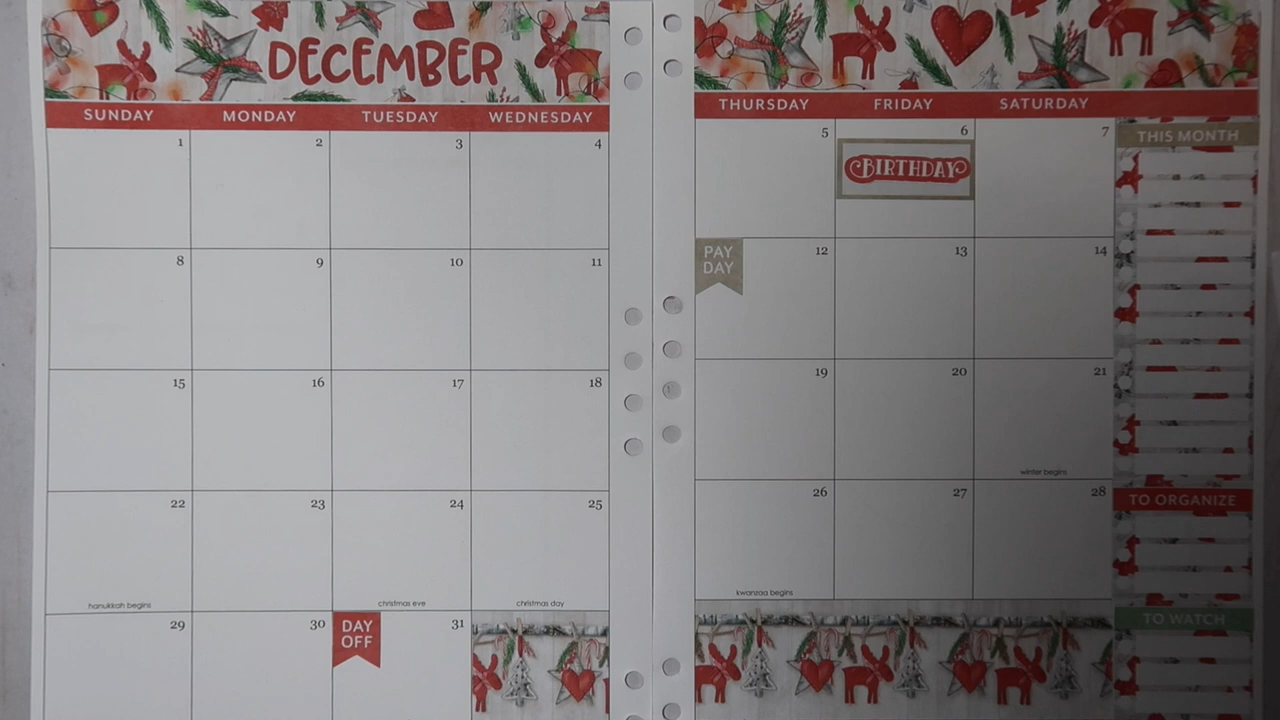 DECEMBER
SUNDAY MONDAY TUESDAY WEDNESDAY THURSDAY FRIDAY SATURDAY
THIS MONTH
1 2 3 4 5 6 7
BIRTHDAY
8 9 10 11 12 13 14
PAY
DAY
15 16 17 18 19 20 21
winter begins
TO ORGANIZE
22 23 24 25 26 27 28
hanukkah begins christmas eve christmas day kwanzaa begins
TO WATCH
29 30 31
DAY
OFF